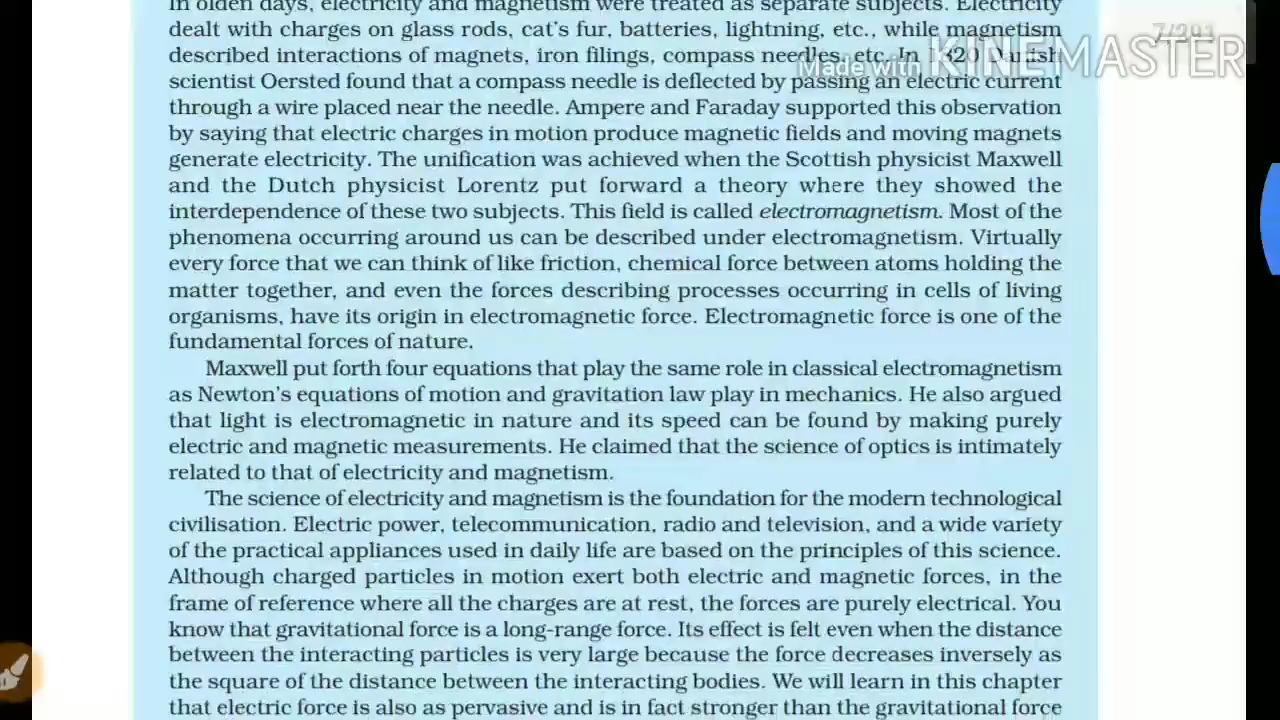 In olden days, electricity and magnetism were treated as separate subjects. Electricity
dealt with charges on glass rods, cat's fur, batteries, lightning, etc., while magnetism
described interactions of magnets, iron filings, compass needles, etc. In 1820 Danish
scientist Oersted found that a compass needle is deflected by passing an electric current
through a wire placed near the needle. Ampere and Faraday supported this observation
by saying that electric charges in motion produce magnetic fields and moving magnets
generate electricity. The unification was achieved when the Scottish physicist Maxwell
and the Dutch physicist Lorentz put forward a theory where they showed the
interdependence of these two subjects. This field is called electromagnetism. Most of the
phenomena occurring around us can be described under electromagnetism. Virtually
every force that we can think of like friction, chemical force between atoms holding the
matter together, and even the forces describing processes occurring in cells of living
organisms, have its origin in electromagnetic force. Electromagnetic force is one of the
fundamental forces of nature.
Maxwell put forth four equations that play the same role in classical electromagnetism
as Newton's equations of motion and gravitation law play in mechanics. He also argued
that light is electromagnetic in nature and its speed can be found by making purely
electric and magnetic measurements. He claimed that the science of optics is intimately
related to that of electricity and magnetism.
The science of electricity and magnetism is the foundation for the modern technological
civilisation. Electric power, telecommunication, radio and television, and a wide variety
of the practical appliances used in daily life are based on the principles of this science.
Although charged particles in motion exert both electric and magnetic forces, in the
frame of reference where all the charges are at rest, the forces are purely electrical. You
know that gravitational force is a long-range force. Its effect is felt even when the distance
between the interacting particles is very large because the force decreases inversely as
the square of the distance between the interacting bodies. We will learn in this chapter
that electric force is also as pervasive and is in fact stronger than the gravitational force
Made with KINEMASTER